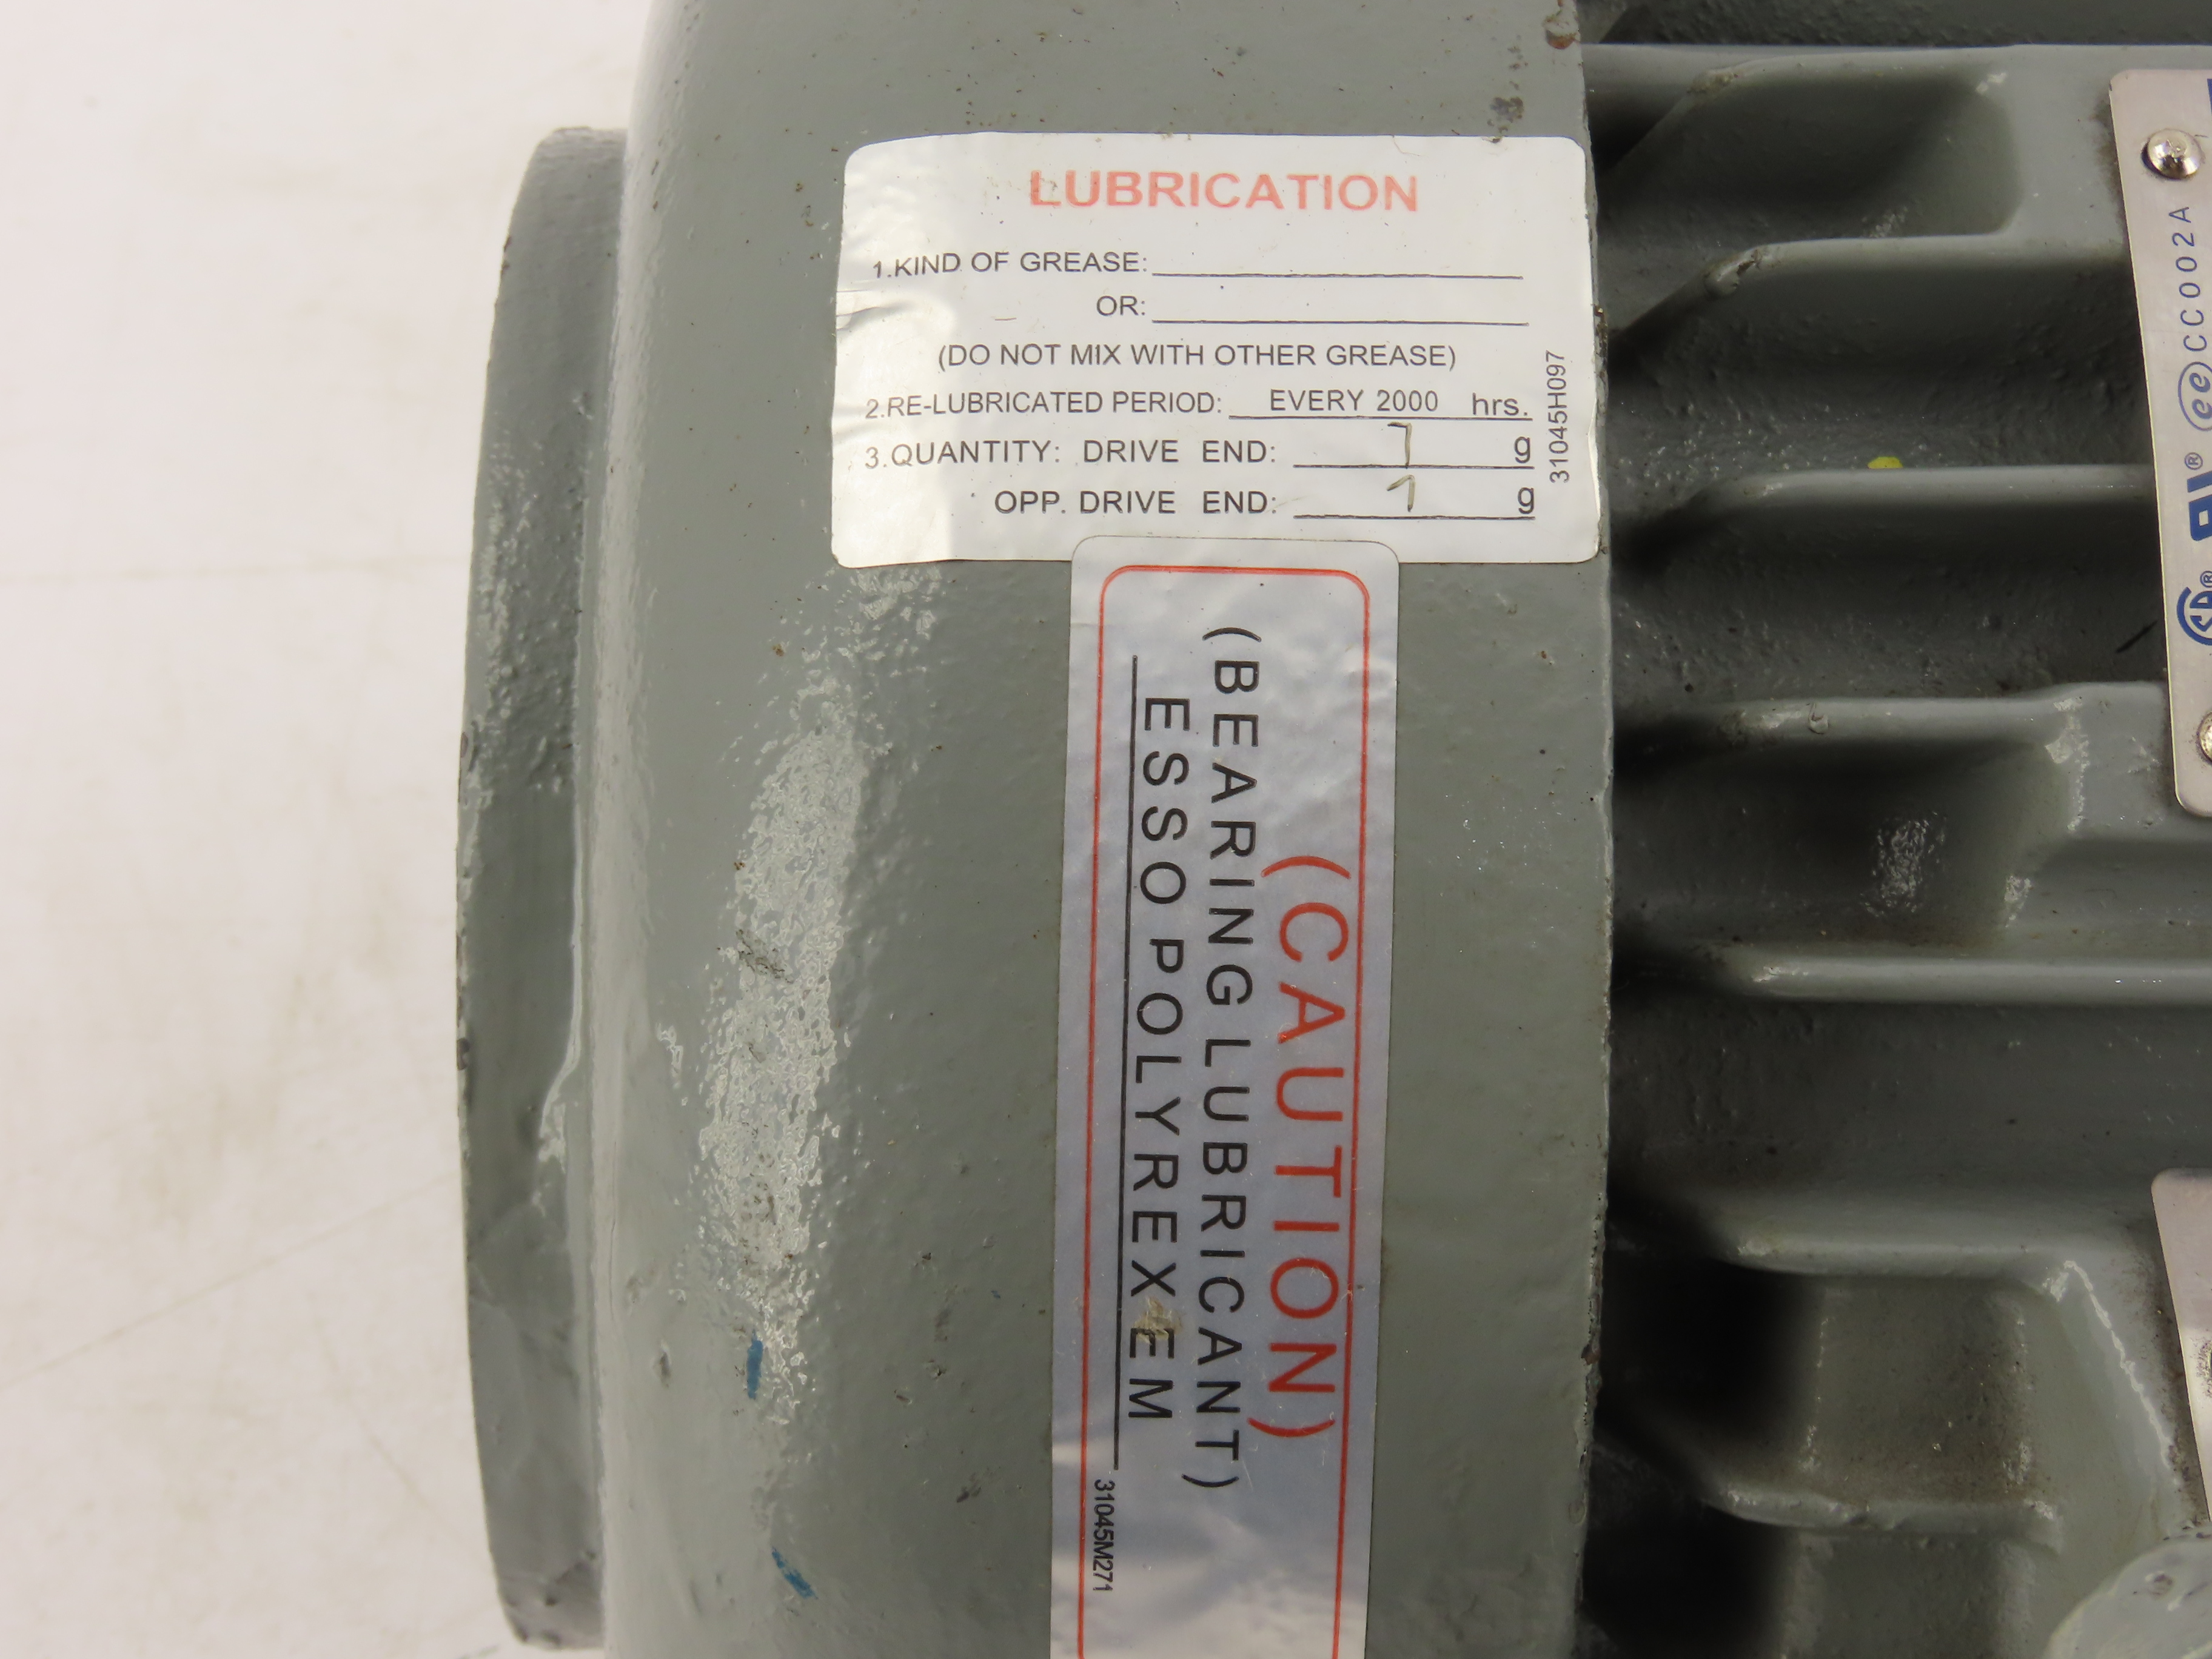 LUBRICATION
1.KIND OF GREASE:
OR:
(DO NOT MIX WITH OTHER GREASE)
2.RE-LUBRICATED PERIOD: EVERY 2000 hrs.
3.QUANTITY: DRIVE END: 7 g
OPP. DRIVE END: 7 g
31045H097
(CAUTION)
(BEARING LUBRICANT)
ESSO POLYREX EM
31045M271
ee CC002A